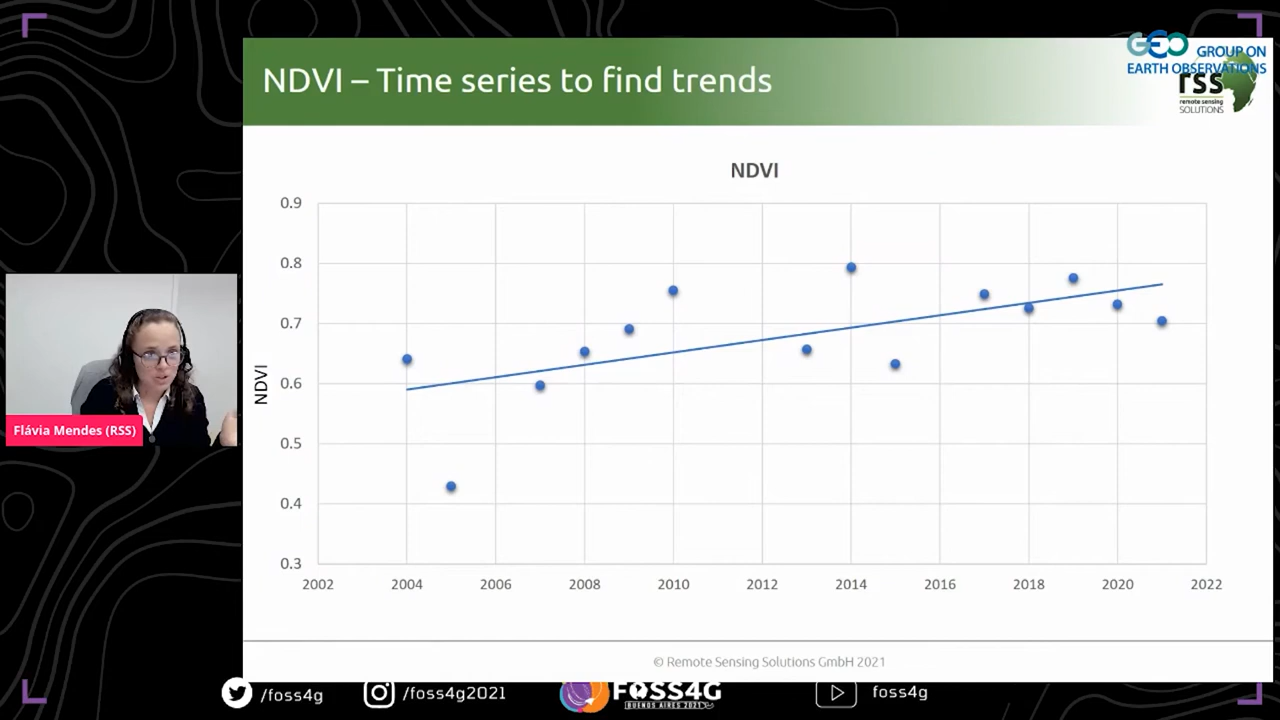 NDVI – Time series to find trends
GEO GROUP ON
EARTH OBSERVATIONS
rss
remote sensing
SOLUTIONS
NDVI
0.9
0.8
0.7
0.6
0.5
0.4
0.3
NDVI
2002 2004 2006 2008 2010 2012 2014 2016 2018 2020 2022
Flávia Mendes (RSS)
© Remote Sensing Solutions GmbH 2021
/foss4g /foss4g2021 FOSS4G foss4g
BUENOS AIRES 2021